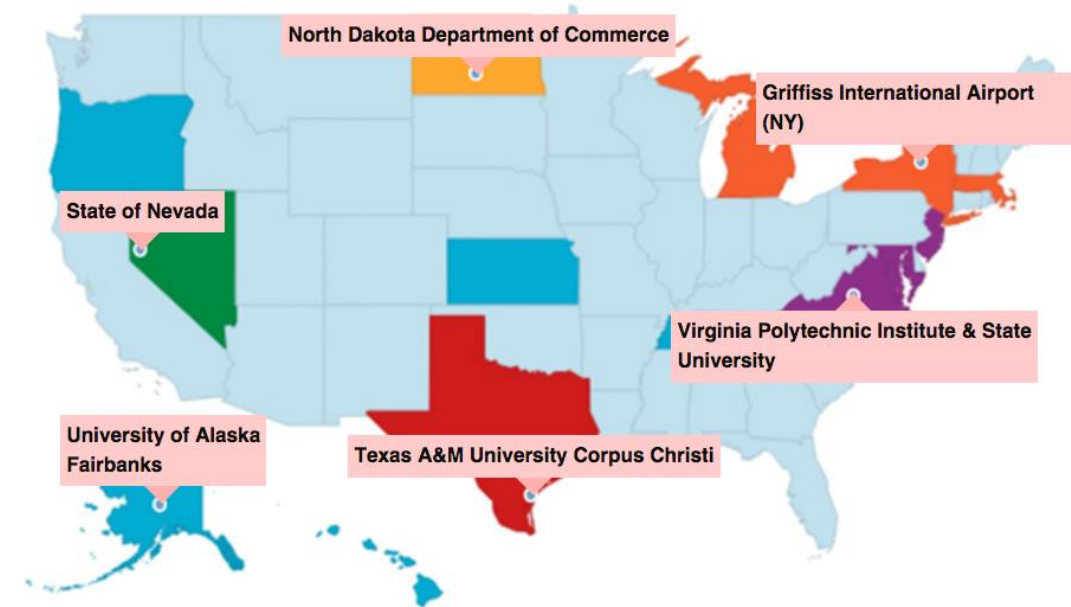 North Dakota Department of Commerce
Griffiss International Airport
(NY)
State of Nevada
Virginia Polytechnic Institute & State
University
University of Alaska
Fairbanks
Texas A&M University Corpus Christi